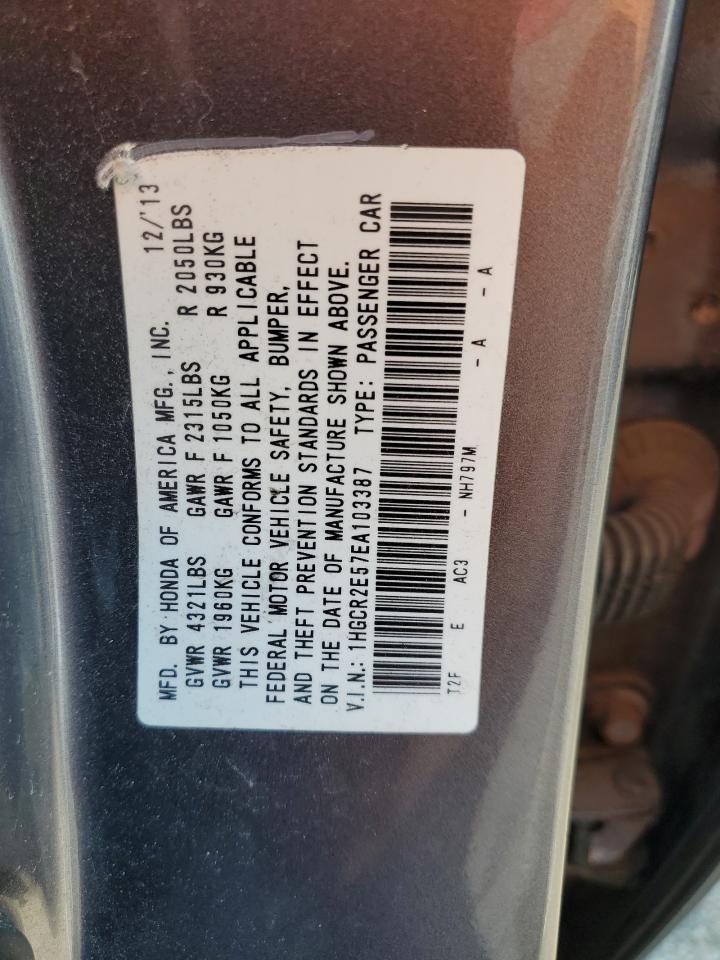 MFD. BY HONDA OF AMERICA MFG., INC. 12/'13
GVWR 4321LBS GAWR F 2315LBS R 2050LBS
GVWR 1960KG GAWR F 1050KG R 930KG
THIS VEHICLE CONFORMS TO ALL APPLICABLE
FEDERAL MOTOR VEHICLE SAFETY, BUMPER,
AND THEFT PREVENTION STANDARDS IN EFFECT
ON THE DATE OF MANUFACTURE SHOWN ABOVE.
V.I.N.: 1HGCR2E57EA103387 TYPE: PASSENGER CAR
T2F E AC3 - NH797M - A - A